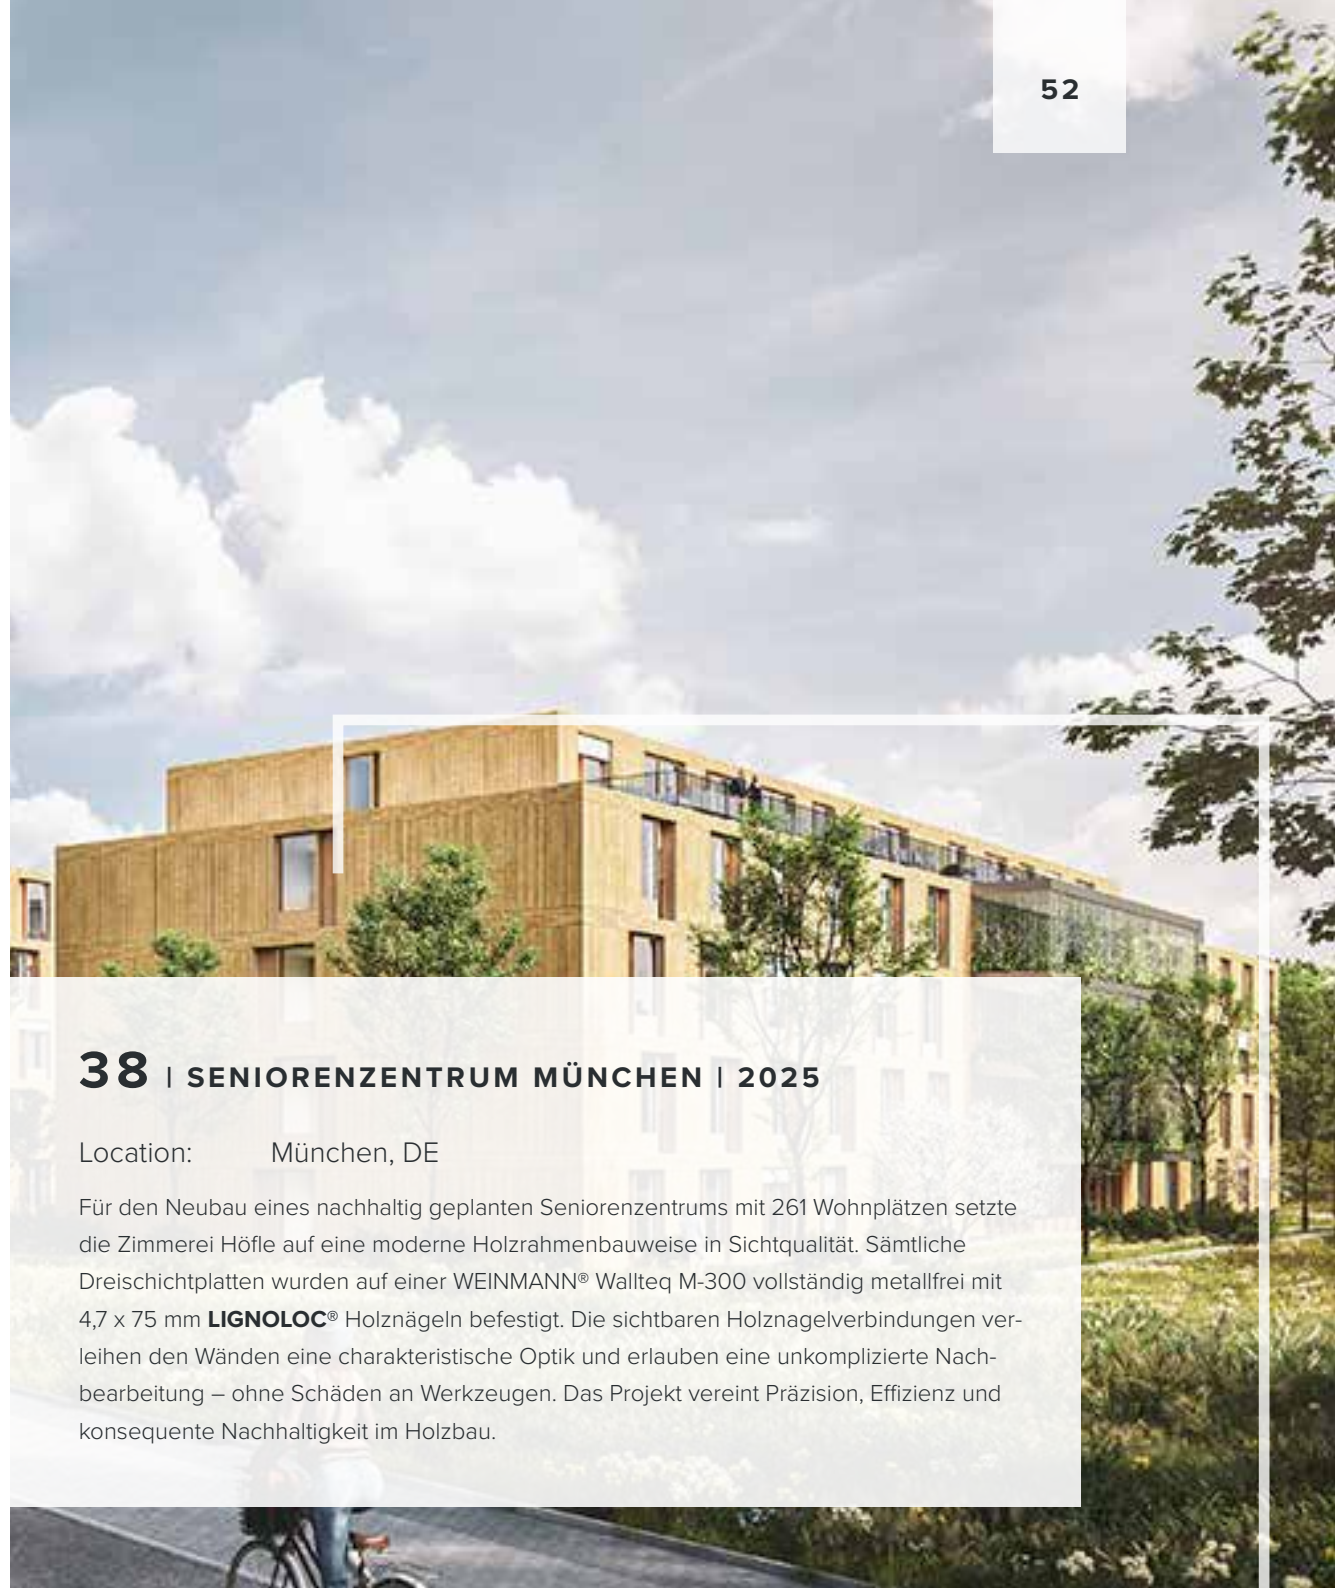 52
38 | SENIORENZENTRUM MÜNCHEN | 2025
Location: München, DE
Für den Neubau eines nachhaltig geplanten Seniorenzentrums mit 261 Wohnplätzen setzte
die Zimmerei Höfle auf eine moderne Holzrahmenbauweise in Sichtqualität. Sämtliche
Dreischichtplatten wurden auf einer WEINMANN® Wallteq M-300 vollständig metallfrei mit
4,7 x 75 mm LIGNOLOC® Holznägeln befestigt. Die sichtbaren Holznagelverbindungen ver-
leihen den Wänden eine charakteristische Optik und erlauben eine unkomplizierte Nach-
bearbeitung – ohne Schäden an Werkzeugen. Das Projekt vereint Präzision, Effizienz und
konsequente Nachhaltigkeit im Holzbau.